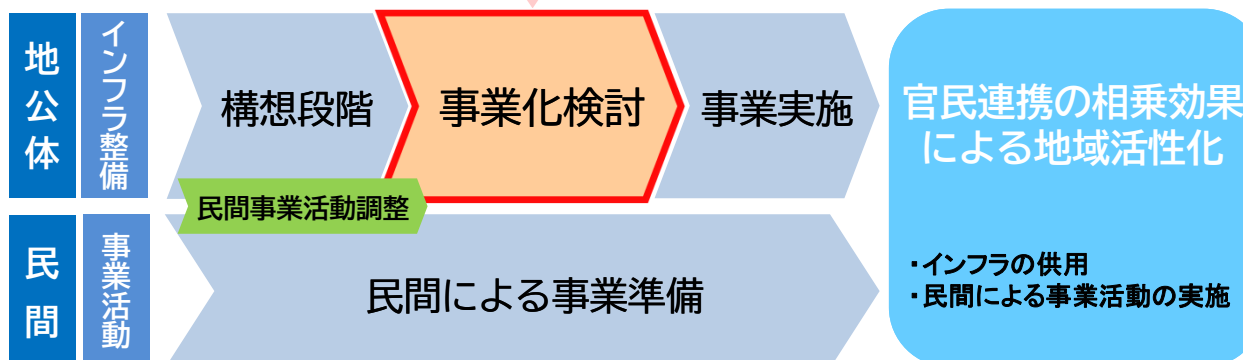 地公体
インフラ整備
構想段階
事業化検討
事業実施
民間事業活動調整
民間
事業活動
民間による事業準備
官民連携の相乗効果
による地域活性化
・インフラの供用
・民間による事業活動の実施